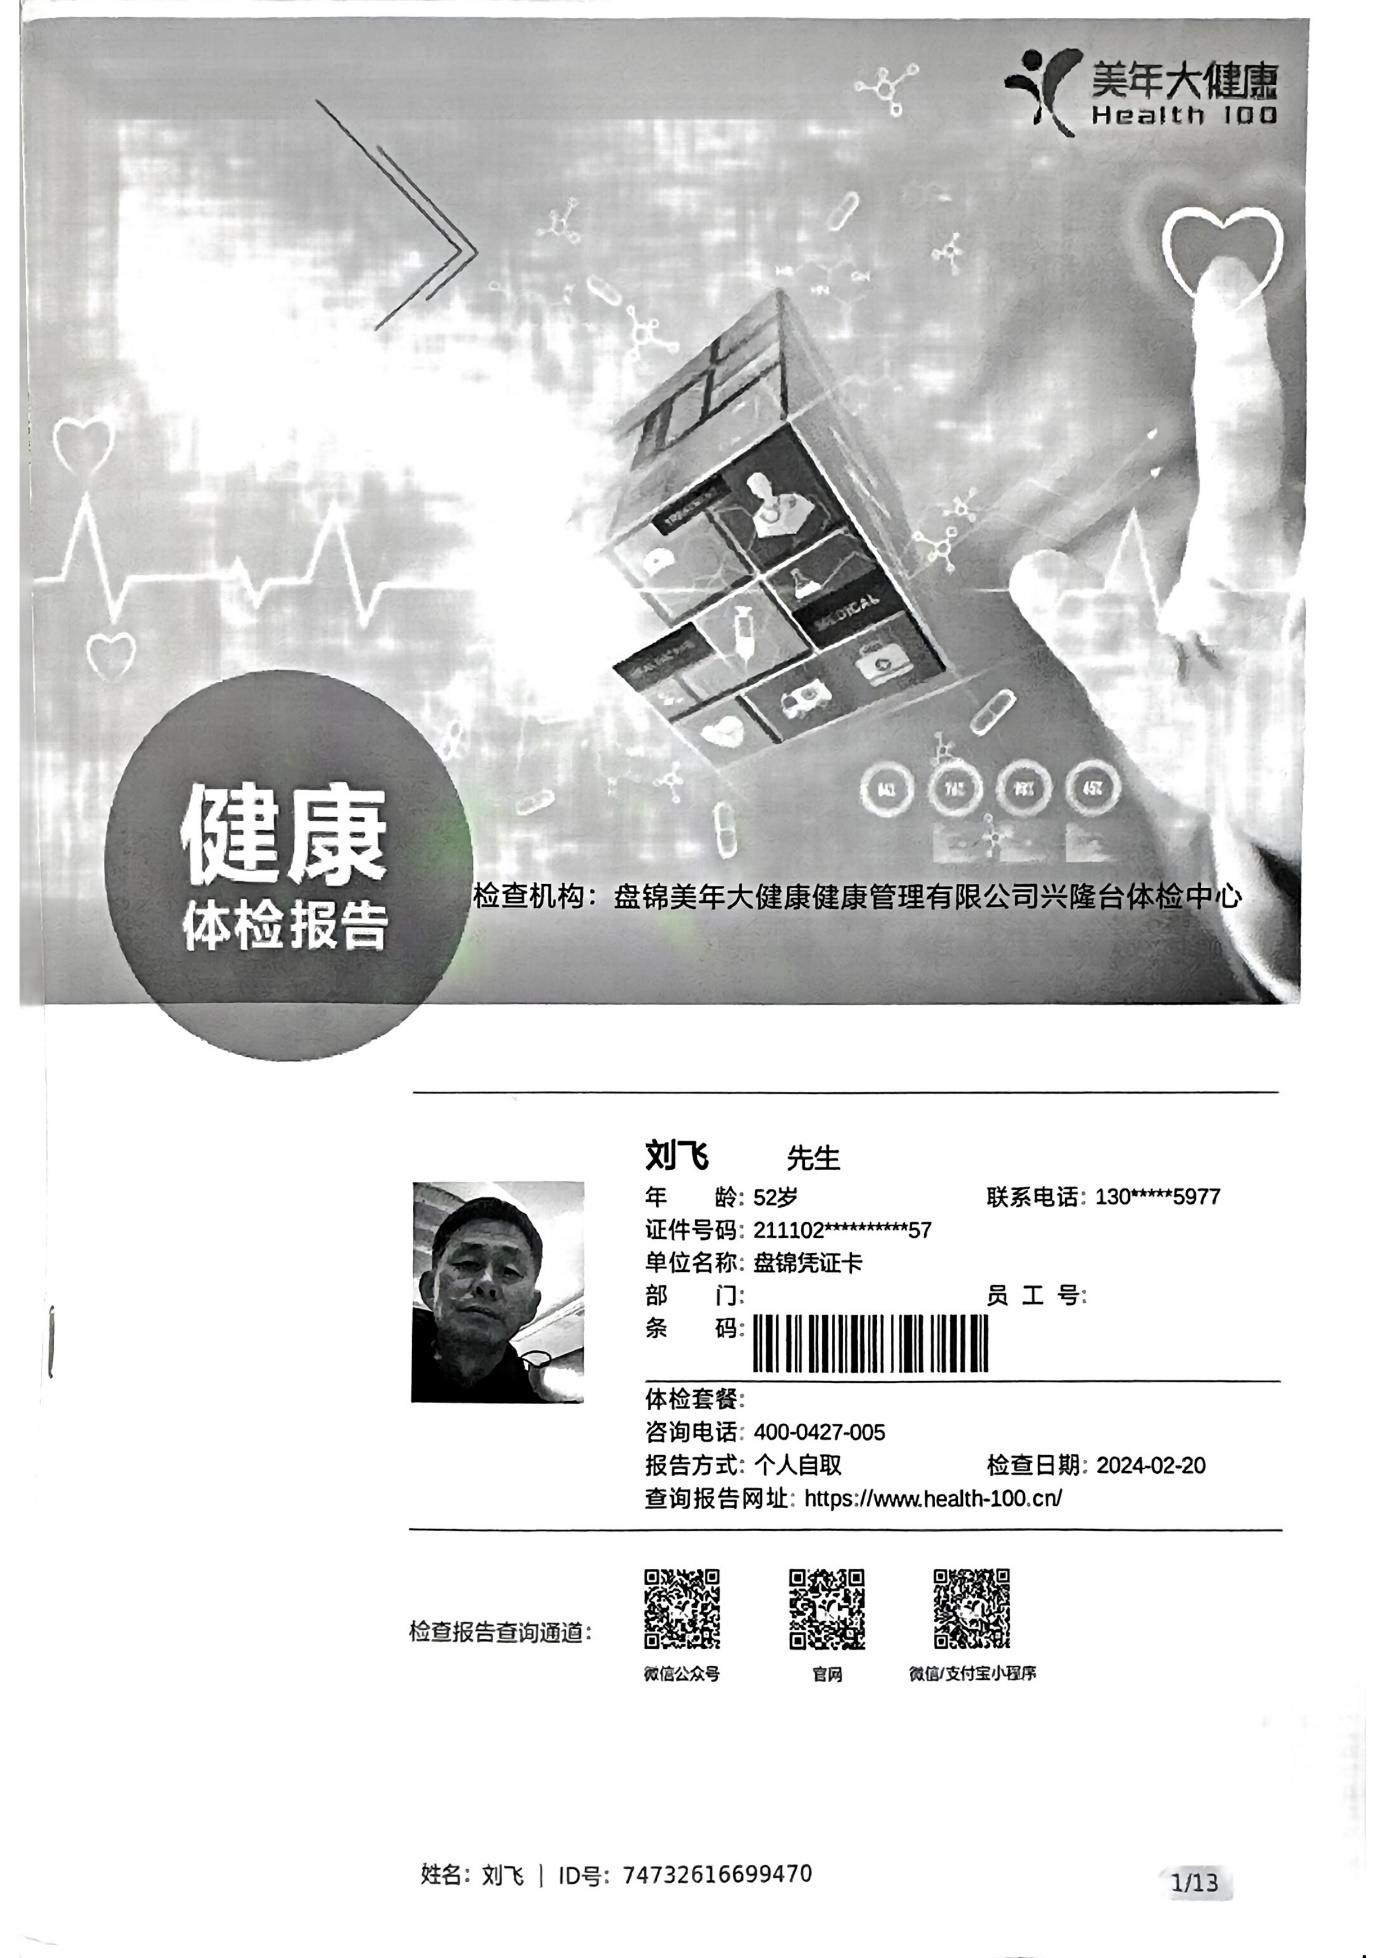 美年大健康
Health 100
MEDICAL
健康
体检报告
检查机构：盘锦美年大健康健康管理有限公司兴隆台体检中心
刘飞 先生
年 龄：52岁 联系电话：130*****5977
证件号码：211102**********57
单位名称：盘锦凭证卡
部 门： 员 工 号：
条 码：
体检套餐：
咨询电话：400-0427-005
报告方式：个人自取 检查日期：2024-02-20
查询报告网址：https://www.health-100.cn/
检查报告查询通道：
微信公众号 官网 微信/支付宝小程序
姓名：刘飞 | ID号：74732616699470
1/13